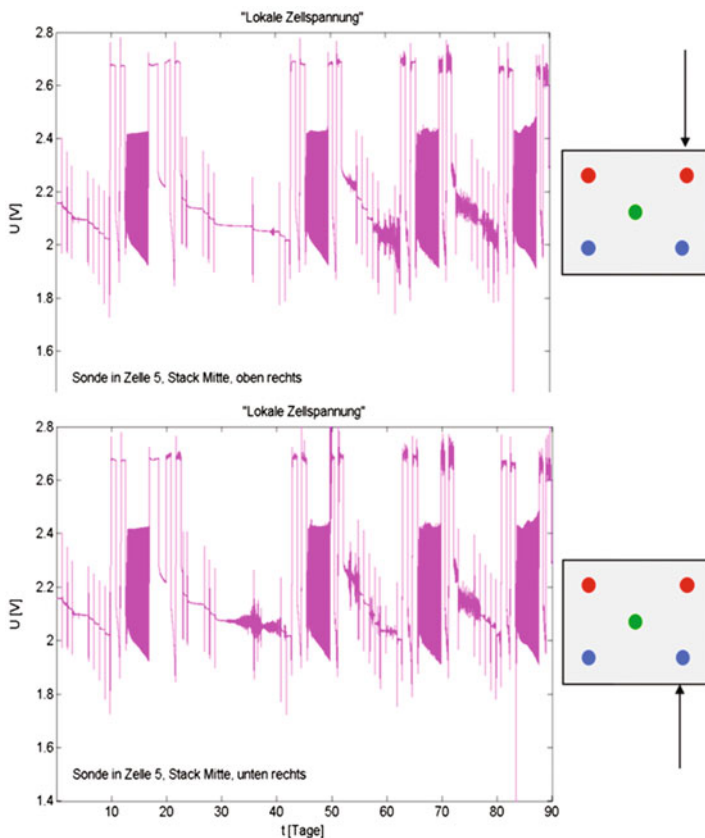 "Lokale Zellspannung"
2.8
2.6
2.4
2.2
2
1.8
1.6
U [V]
Sonde in Zelle 5, Stack Mitte, oben rechts
"Lokale Zellspannung"
2.8
2.6
2.4
2.2
2
1.8
1.6
1.4
U [V]
Sonde in Zelle 5, Stack Mitte, unten rechts
10 20 30 40 50 60 70 80 90
t [Tage]